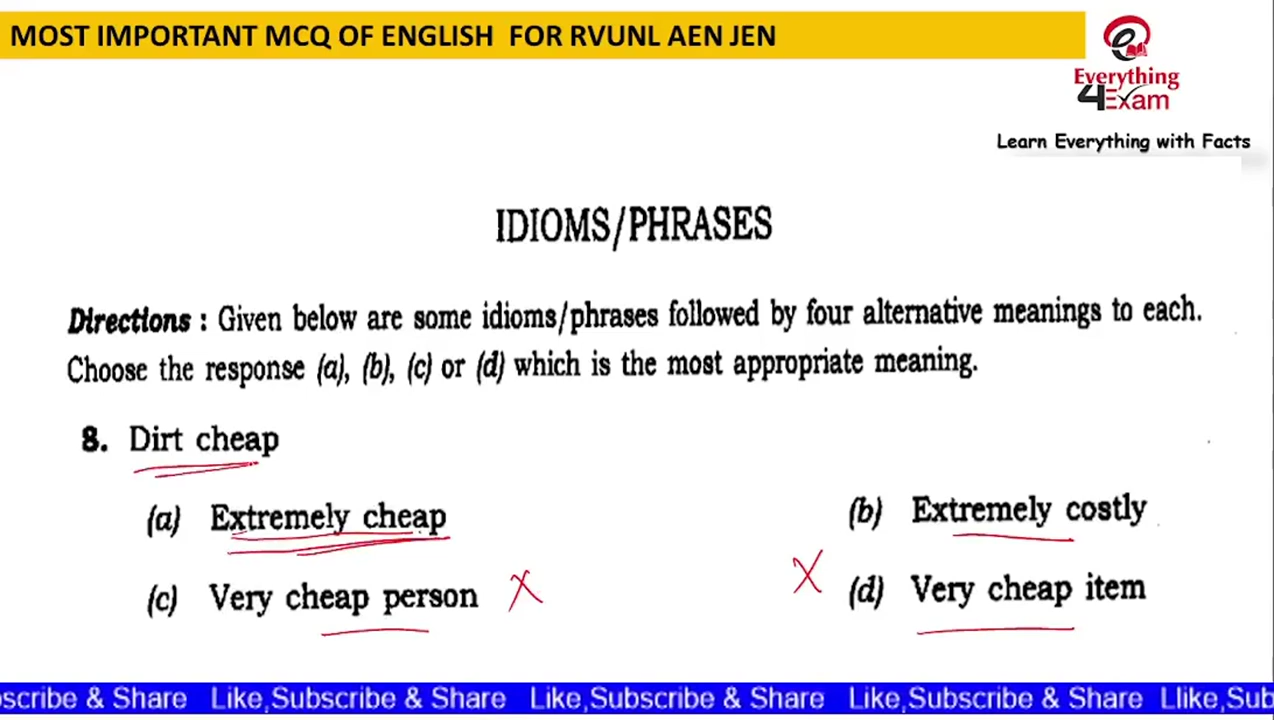 MOST IMPORTANT MCQ OF ENGLISH FOR RVUNL AEN JEN
e
Everything
4Exam
Learn Everything with Facts
IDIOMS/PHRASES
Directions : Given below are some idioms/phrases followed by four alternative meanings to each.
Choose the response (a), (b), (c) or (d) which is the most appropriate meaning.
8. Dirt cheap
(a) Extremely cheap (b) Extremely costly
(c) Very cheap person X X (d) Very cheap item
scribe & Share Like,Subscribe & Share Like,Subscribe & Share Like,Subscribe & Share Llike,Sub